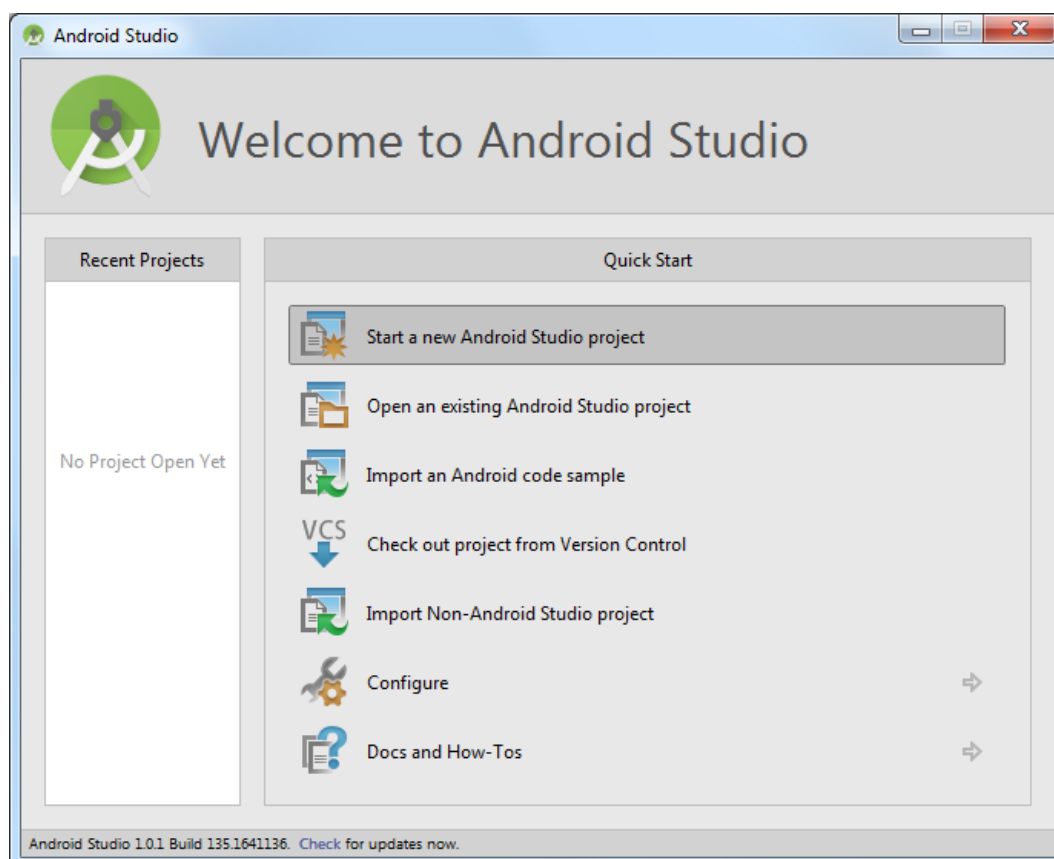 Android Studio
Welcome to Android Studio
Recent Projects
No Project Open Yet
Quick Start
Start a new Android Studio project
Open an existing Android Studio project
Import an Android code sample
VCS
Check out project from Version Control
Import Non-Android Studio project
Configure
Docs and How-Tos
Android Studio 1.0.1 Build 135.1641136. Check for updates now.